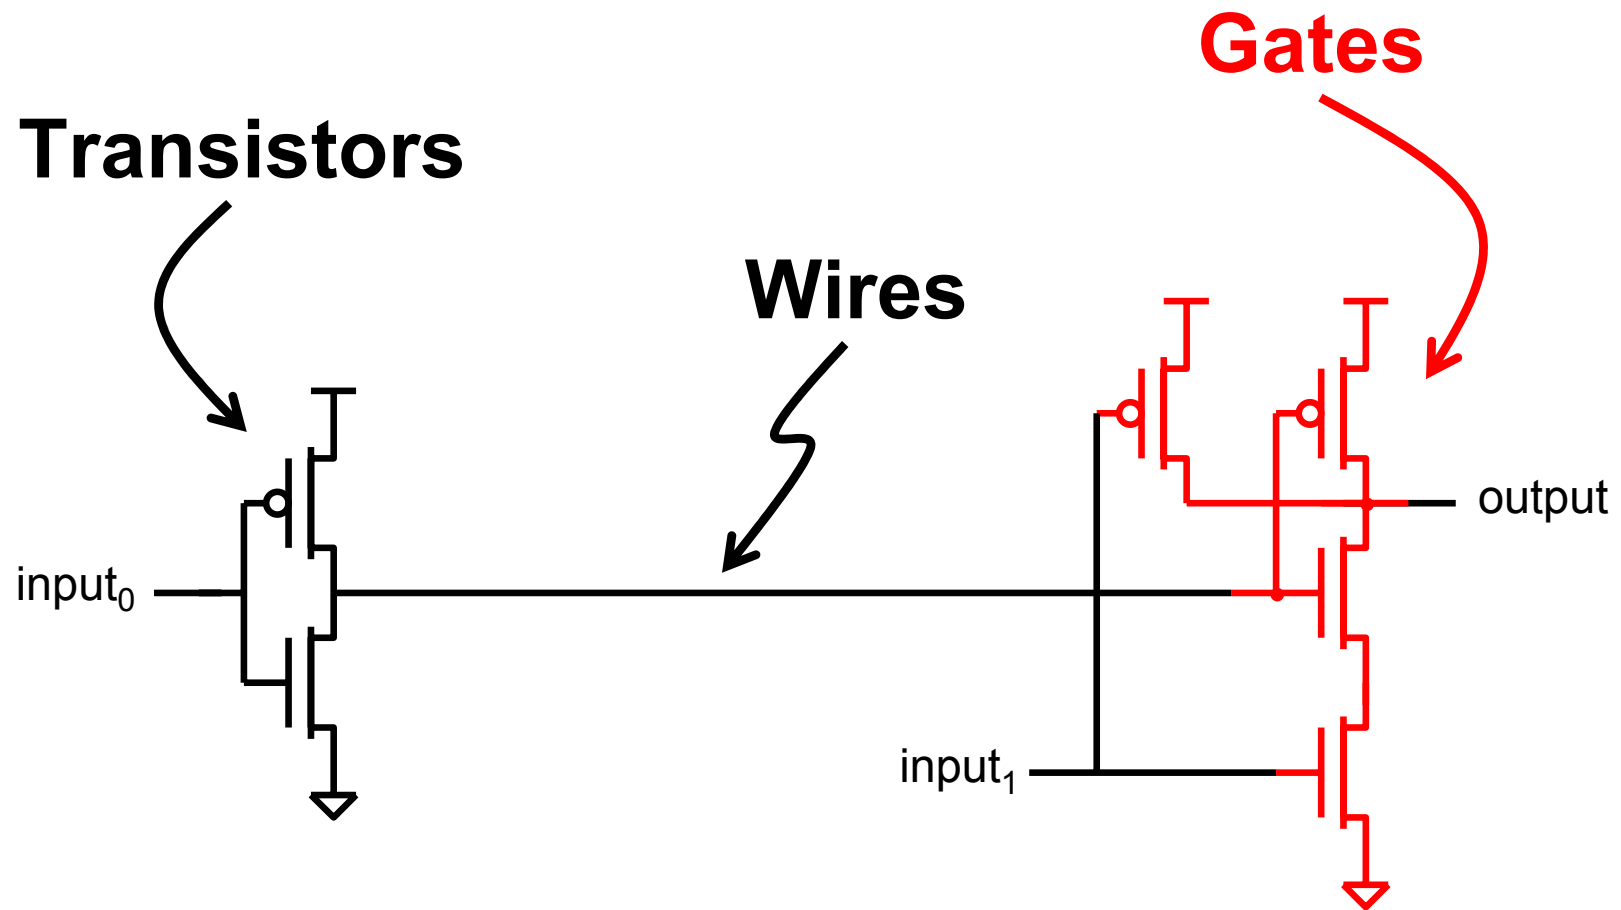 Gates
Transistors
Wires
output
input₀
input₁